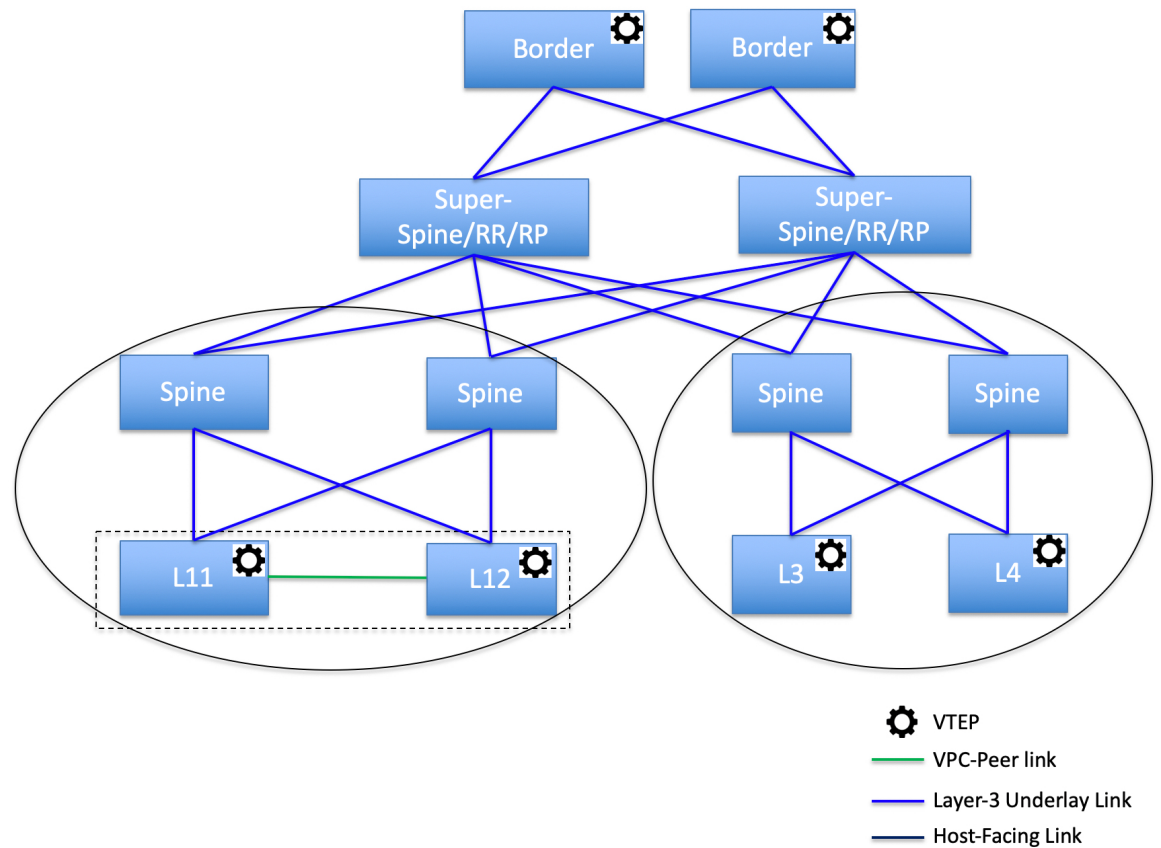 Border
Border
Super-
Spine/RR/RP
Super-
Spine/RR/RP
Spine
Spine
Spine
Spine
L11
L12
L3
L4
VTEP
VPC-Peer link
Layer-3 Underlay Link
Host-Facing Link